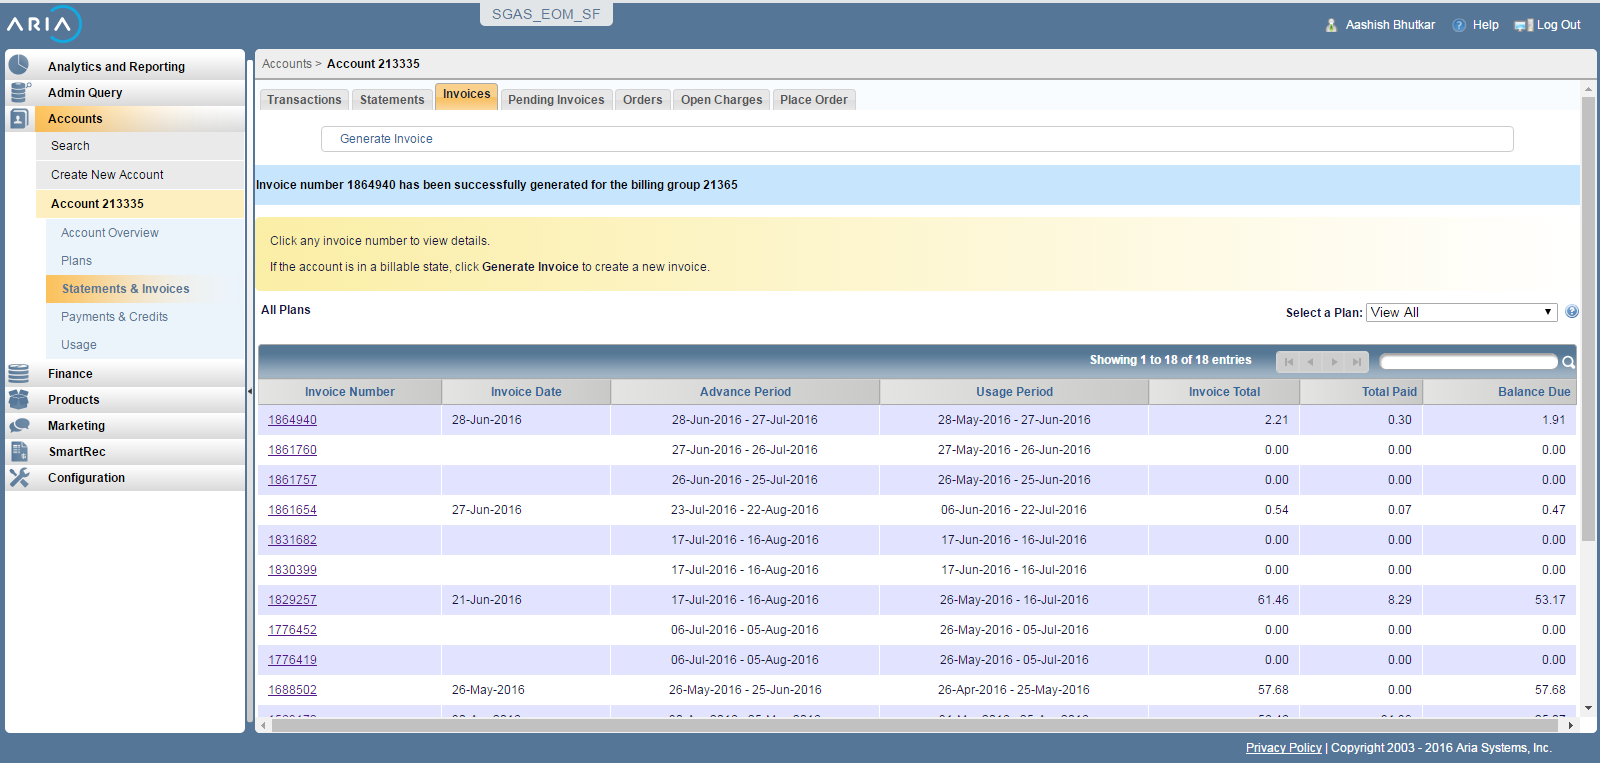 SGAS_EOM_SF
ARIA
Aashish Bhutkar Help Log Out
Analytics and Reporting
Admin Query
Accounts
Search
Create New Account
Account 213335
Account Overview
Plans
Statements & Invoices
Payments & Credits
Usage
Finance
Products
Marketing
SmartRec
Configuration
Accounts > Account 213335
Transactions Statements Invoices Pending Invoices Orders Open Charges Place Order
Generate Invoice
Invoice number 1864940 has been successfully generated for the billing group 21365
Click any invoice number to view details.
If the account is in a billable state, click Generate Invoice to create a new invoice.
All Plans Select a Plan: View All
Showing 1 to 18 of 18 entries
Invoice Number Invoice Date Advance Period Usage Period Invoice Total Total Paid Balance Due
1864940 28-Jun-2016 28-Jun-2016 - 27-Jul-2016 28-May-2016 - 27-Jun-2016 2.21 0.30 1.91
1861760 27-Jun-2016 - 26-Jul-2016 27-May-2016 - 26-Jun-2016 0.00 0.00 0.00
1861757 26-Jun-2016 - 25-Jul-2016 26-May-2016 - 25-Jun-2016 0.00 0.00 0.00
1861654 27-Jun-2016 23-Jul-2016 - 22-Aug-2016 06-Jun-2016 - 22-Jul-2016 0.54 0.07 0.47
1831682 17-Jul-2016 - 16-Aug-2016 17-Jun-2016 - 16-Jul-2016 0.00 0.00 0.00
1830399 17-Jul-2016 - 16-Aug-2016 17-Jun-2016 - 16-Jul-2016 0.00 0.00 0.00
1829257 21-Jun-2016 17-Jul-2016 - 16-Aug-2016 26-May-2016 - 16-Jul-2016 61.46 8.29 53.17
1776452 06-Jul-2016 - 05-Aug-2016 26-May-2016 - 05-Jul-2016 0.00 0.00 0.00
1776419 06-Jul-2016 - 05-Aug-2016 26-May-2016 - 05-Jul-2016 0.00 0.00 0.00
1688502 26-May-2016 26-May-2016 - 25-Jun-2016 26-Apr-2016 - 25-May-2016 57.68 0.00 57.68
Privacy Policy | Copyright 2003 - 2016 Aria Systems, Inc.